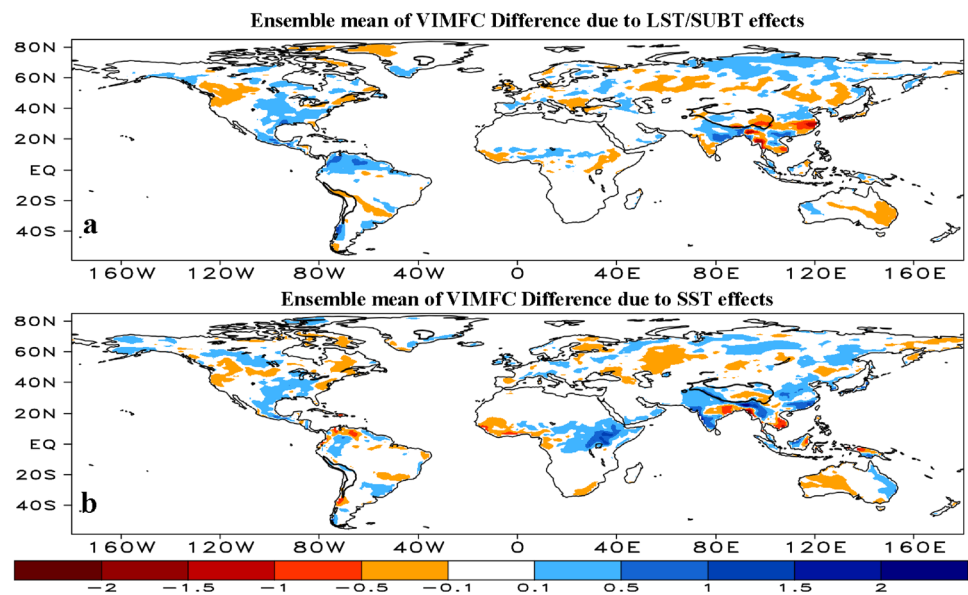 Ensemble mean of VIMFC Difference due to LST/SUBT effects
80N
60N
40N
20N
EQ
20S
40S
a
160W 120W 80W 40W 0 40E 80E 120E 160E
Ensemble mean of VIMFC Difference due to SST effects
80N
60N
40N
20N
EQ
20S
40S
b
160W 120W 80W 40W 0 40E 80E 120E 160E
-2 -1.5 -1 -0.5 -0.1 0.1 0.5 1 1.5 2